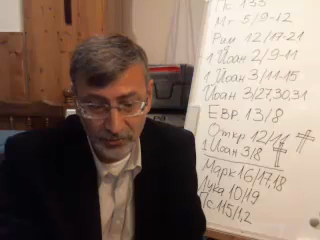 Пс 133
Мт 5/9-12
Рим 12/17-21
1 Иоан 2/9-11
1 Иоан 3/11-15
Иоан 3/27,30,31
ЕВР. 13/8
Откр 12/11
1 Иоан 3/8
Марк 16/17,18
Лука 10/19
Пс 115/1,2